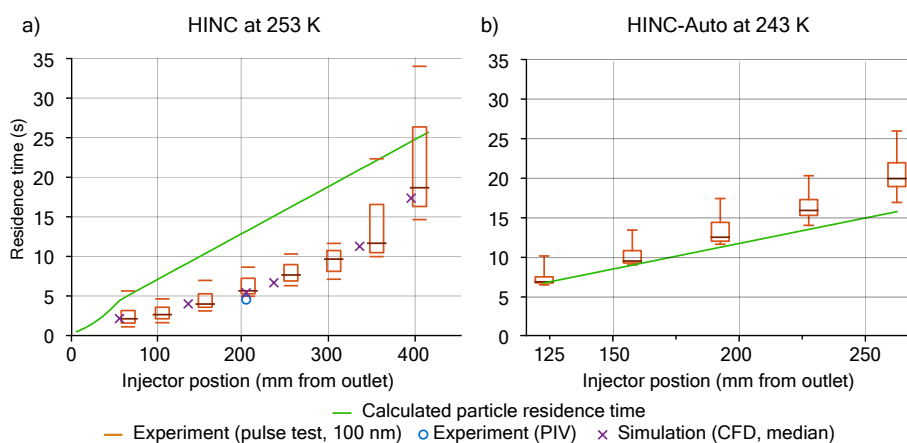 a) HINC at 253 K
b) HINC-Auto at 243 K
Residence time (s)
35
30
25
20
15
10
5
0
0 100 200 300 400
Injector postion (mm from outlet)
35
30
25
20
15
10
5
0
125 150 200 250
Injector postion (mm from outlet)
Calculated particle residence time
Experiment (pulse test, 100 nm) Experiment (PIV) Simulation (CFD, median)